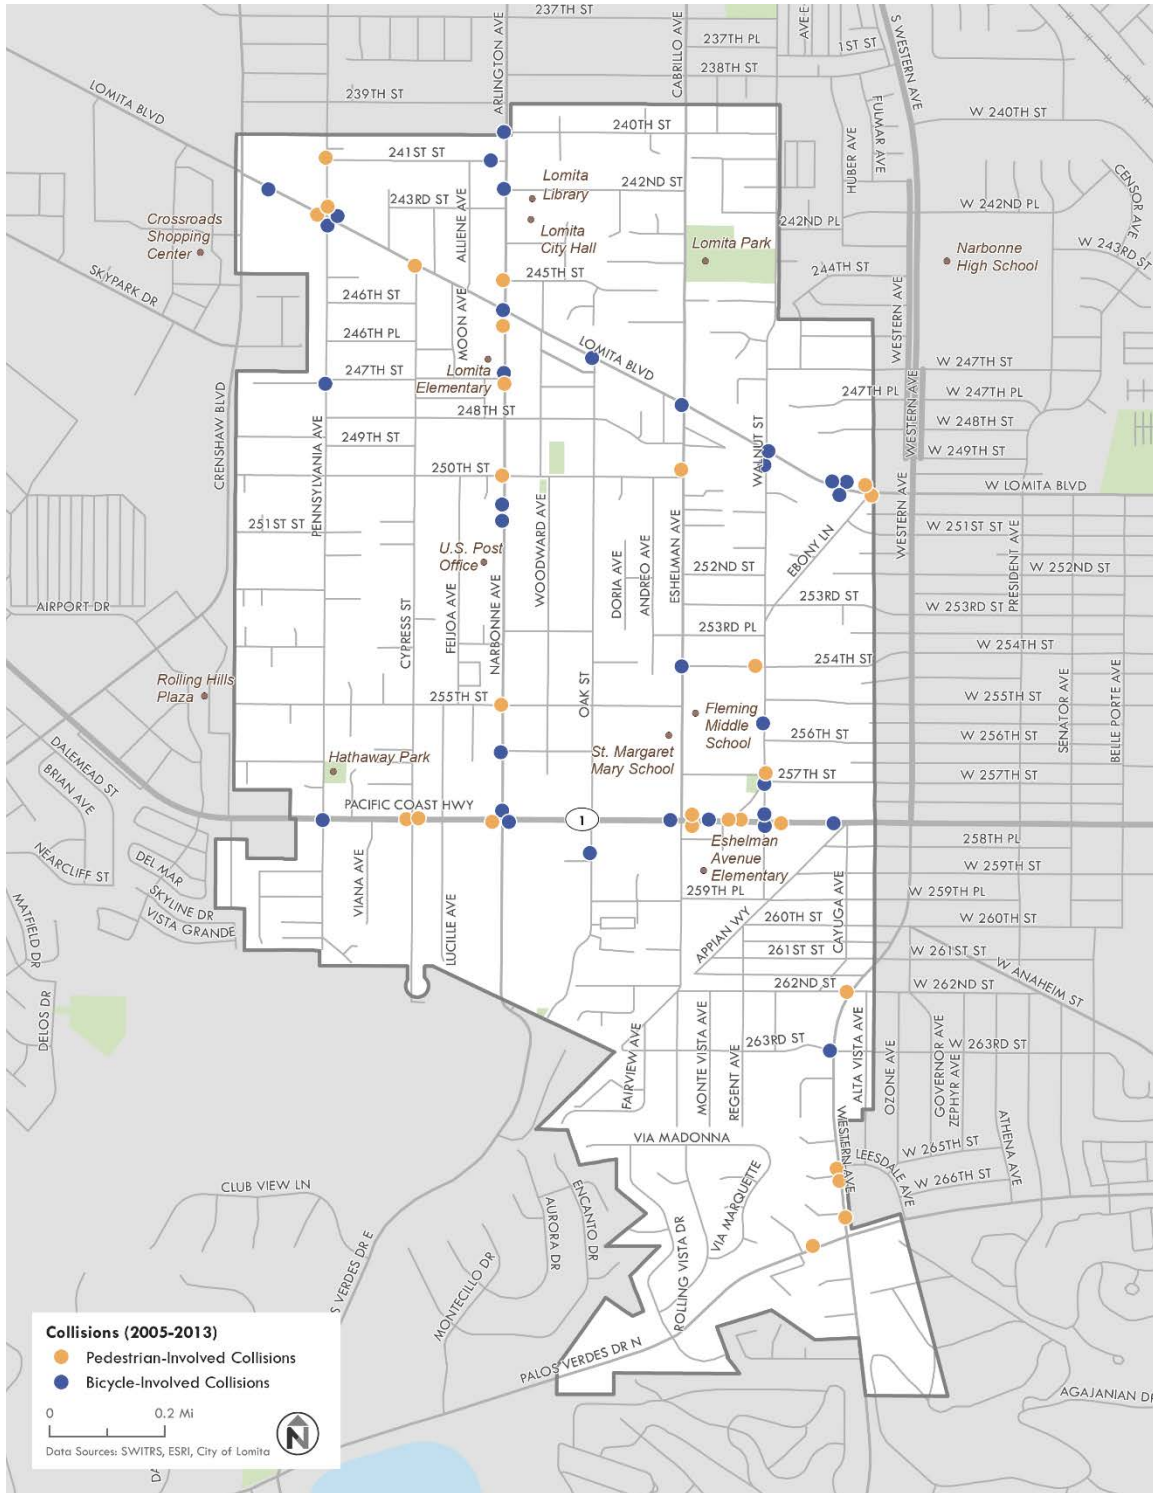 237TH ST
ARLINGTON AVE
CABRILLO AVE
237TH PL
AVE E
1ST ST
S WESTERN AVE
238TH ST
LOMITA BLVD
239TH ST
240TH ST
W 240TH ST
HUBER AVE
FULMAR AVE
241ST ST
CENSOR AVE
Lomita
Library
242ND ST
243RD ST
ALLIENE AVE
W 242ND PL
Crossroads
Shopping
Center
Lomita
City Hall
242ND PL
Lomita Park
Narbonne
High School
W 243RD ST
SKYPARK DR
245TH ST
244TH ST
246TH ST
MOON AVE
WESTERN AVE
246TH PL
LOMITA BLVD
247TH ST
Lomita
Elementary
W 247TH ST
247TH PL
W 247TH PL
CRENSHAW BLVD
248TH ST
WALNUT ST
WESTERN AVE
W 248TH ST
PENNSYLVANIA AVE
249TH ST
W 249TH ST
250TH ST
W LOMITA BLVD
251ST ST
WOODWARD AVE
WESTERN AVE
W 251ST ST
U.S. Post
Office
DORIA AVE
ANDREO AVE
ESHELMAN AVE
252ND ST
EBONY LN
PRESIDENT AVE
W 252ND ST
AIRPORT DR
CYPRESS ST
FEIJOA AVE
NARBONNE AVE
253RD ST
W 253RD ST
253RD PL
W 254TH ST
254TH ST
Rolling Hills
Plaza
255TH ST
OAK ST
W 255TH ST
SENATOR AVE
BELLE PORTE AVE
Fleming
Middle
School
DALEMEAD ST
St. Margaret
Mary School
256TH ST
W 256TH ST
Hathaway Park
BRIAN AVE
257TH ST
W 257TH ST
PACIFIC COAST HWY
1
Eshelman
Avenue
Elementary
258TH PL
NEARCLIFF ST
DEL MAR
W 259TH ST
SKYLINE DR
VIANA AVE
259TH PL
W 259TH PL
MATFIELD DR
VISTA GRANDE
LUCILLE AVE
APPIAN WY
260TH ST
CAYUGA AVE
W 260TH ST
261ST ST
W 261ST ST
W ANAHEIM ST
262ND ST
W 262ND ST
DELOS DR
FAIRVIEW AVE
MONTE VISTA AVE
REGENT AVE
263RD ST
ALTA VISTA AVE
OZONE AVE
GOVERNOR AVE
ZEPHYR AVE
W 263RD ST
ATHENA AVE
VIA MADONNA
WESTERN AVE
LEESDALE AVE
W 265TH ST
W 266TH ST
CLUB VIEW LN
ENCANTO DR
AURORA DR
VIA MARQUETTE
ROLLING VISTA DR
MONTECILLO DR
S VERDES DR E
PALOS VERDES DR N
AGAJANIAN DR
Collisions (2005-2013)
Pedestrian-Involved Collisions
Bicycle-Involved Collisions
0 0.2 Mi
N
Data Sources: SWITRS, ESRI, City of Lomita